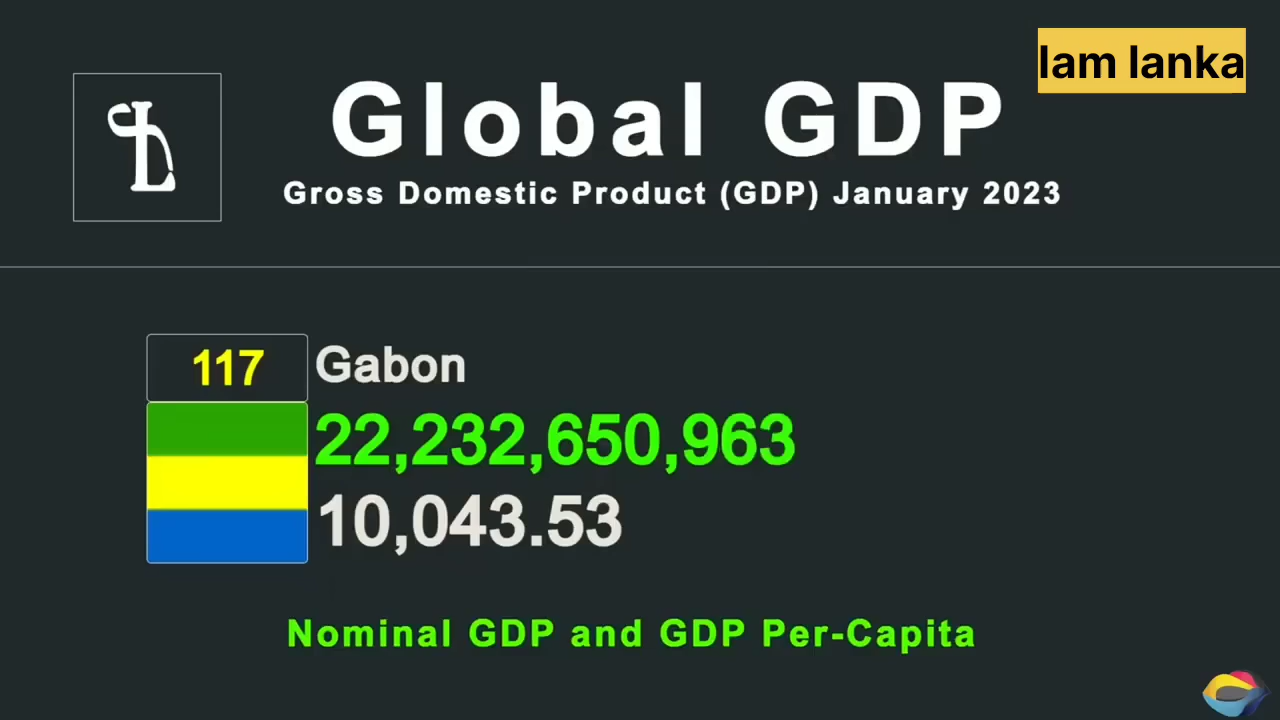 Iam lanka
Global GDP
Gross Domestic Product (GDP) January 2023
117
Gabon
22,232,650,963
10,043.53
Nominal GDP and GDP Per-Capita